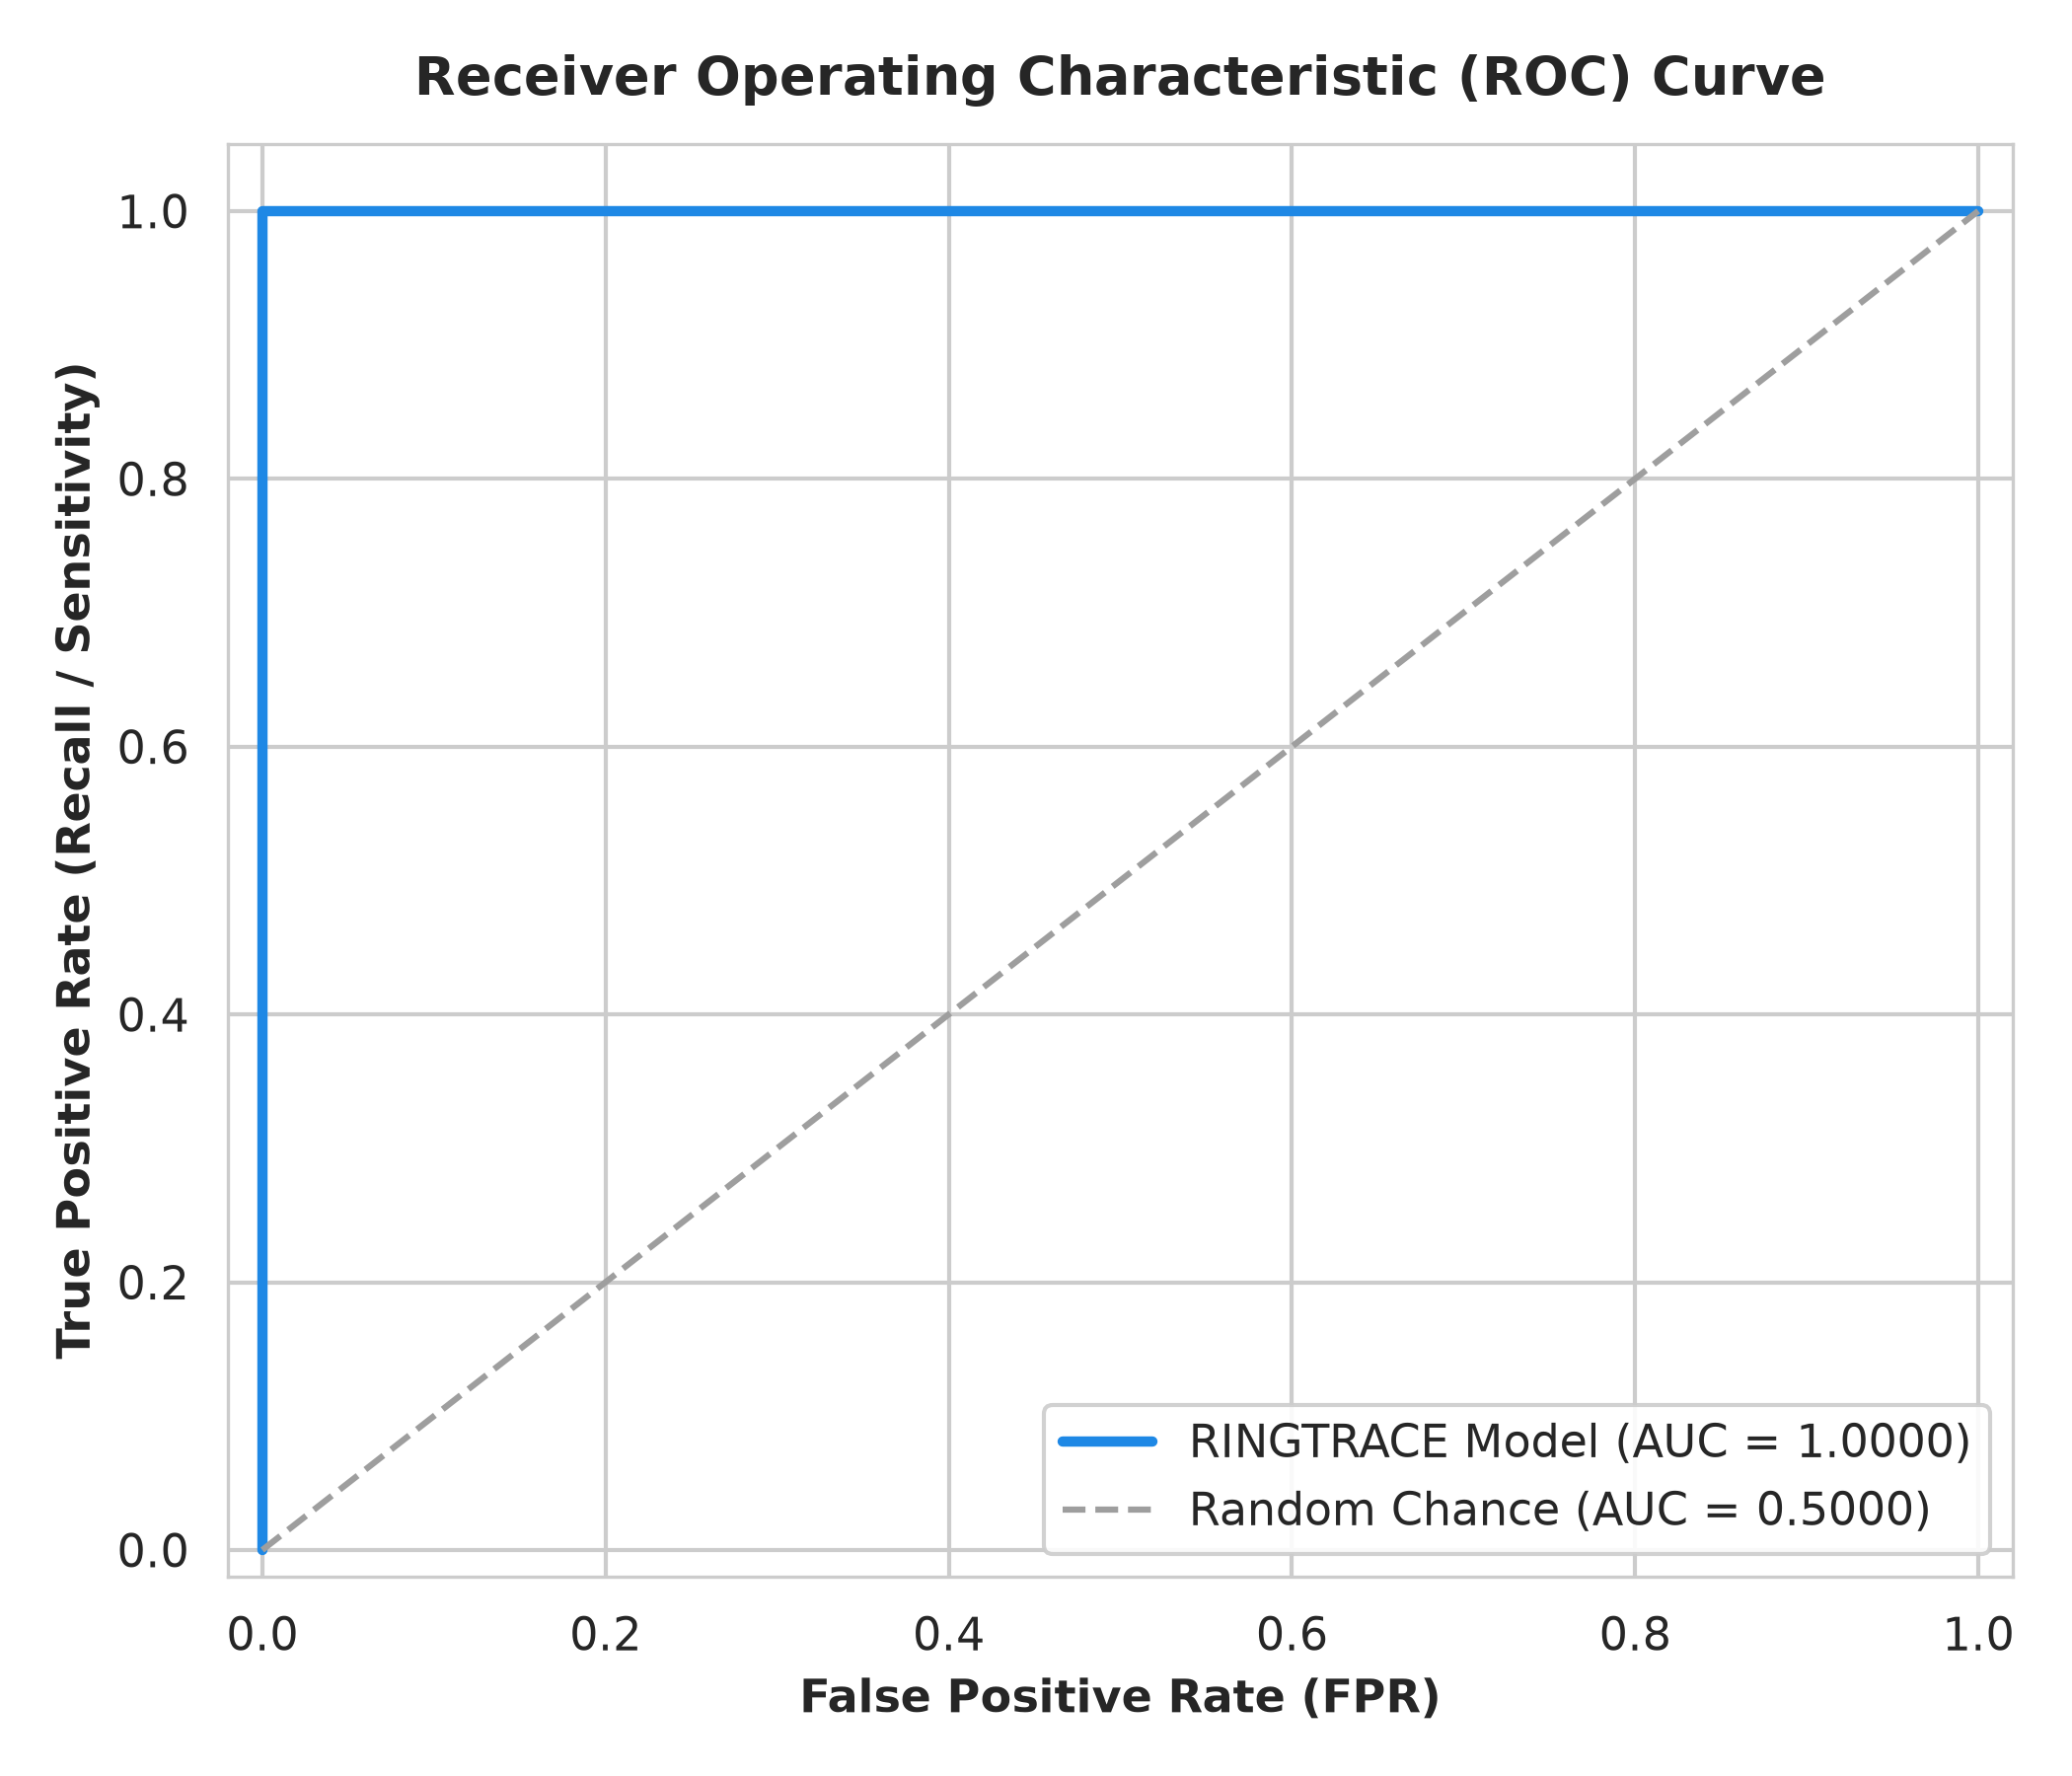 Receiver Operating Characteristic (ROC) Curve
True Positive Rate (Recall / Sensitivity)
1.0
0.8
0.6
0.4
0.2
0.0
RINGTRACE Model (AUC = 1.0000)
Random Chance (AUC = 0.5000)
0.0 0.2 0.4 0.6 0.8 1.0
False Positive Rate (FPR)